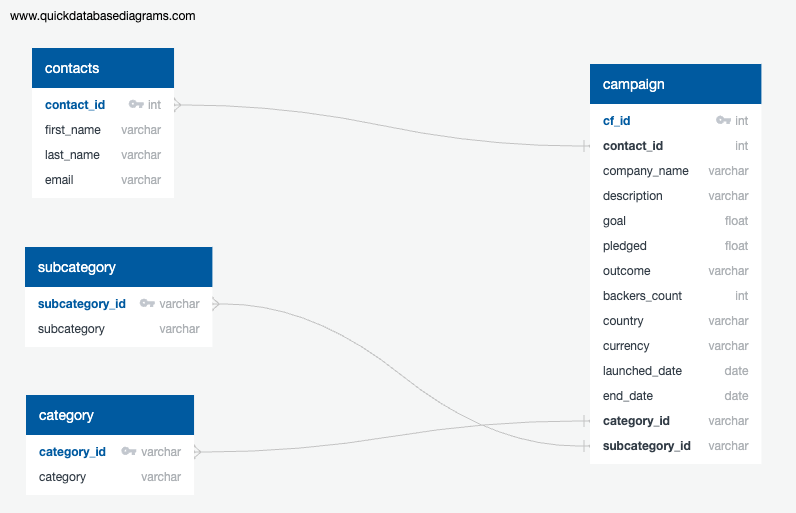 www.quickdatabasediagrams.com
contacts
contact_id int
first_name varchar
last_name varchar
email varchar
subcategory
subcategory_id varchar
subcategory varchar
category
category_id varchar
category varchar
campaign
cf_id int
contact_id int
company_name varchar
description varchar
goal float
pledged float
outcome varchar
backers_count int
country varchar
currency varchar
launched_date date
end_date date
category_id varchar
subcategory_id varchar